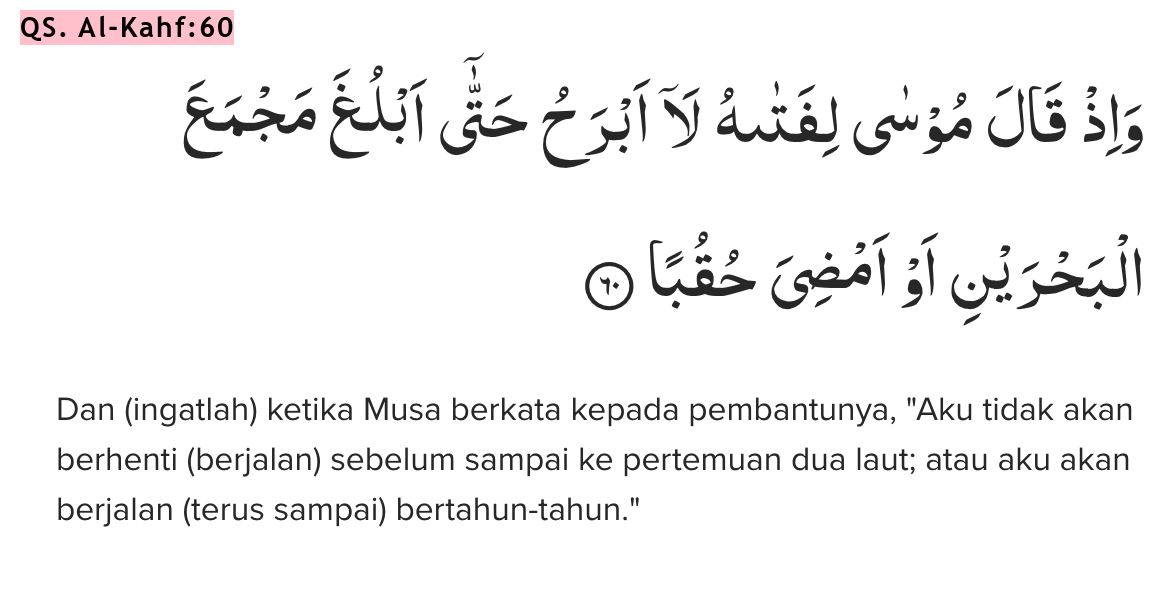 QS. Al-Kahf:60
وَاِذْ قَالَ مُوْسٰى لِفَتٰىهُ لَآ اَبْرَحُ حَتّٰٓى اَبْلُغَ مَجْمَعَ
الْبَحْرَيْنِ اَوْ اَمْضِيَ حُقُبًا ٦٠
Dan (ingatlah) ketika Musa berkata kepada pembantunya, "Aku tidak akan
berhenti (berjalan) sebelum sampai ke pertemuan dua laut; atau aku akan
berjalan (terus sampai) bertahun-tahun."